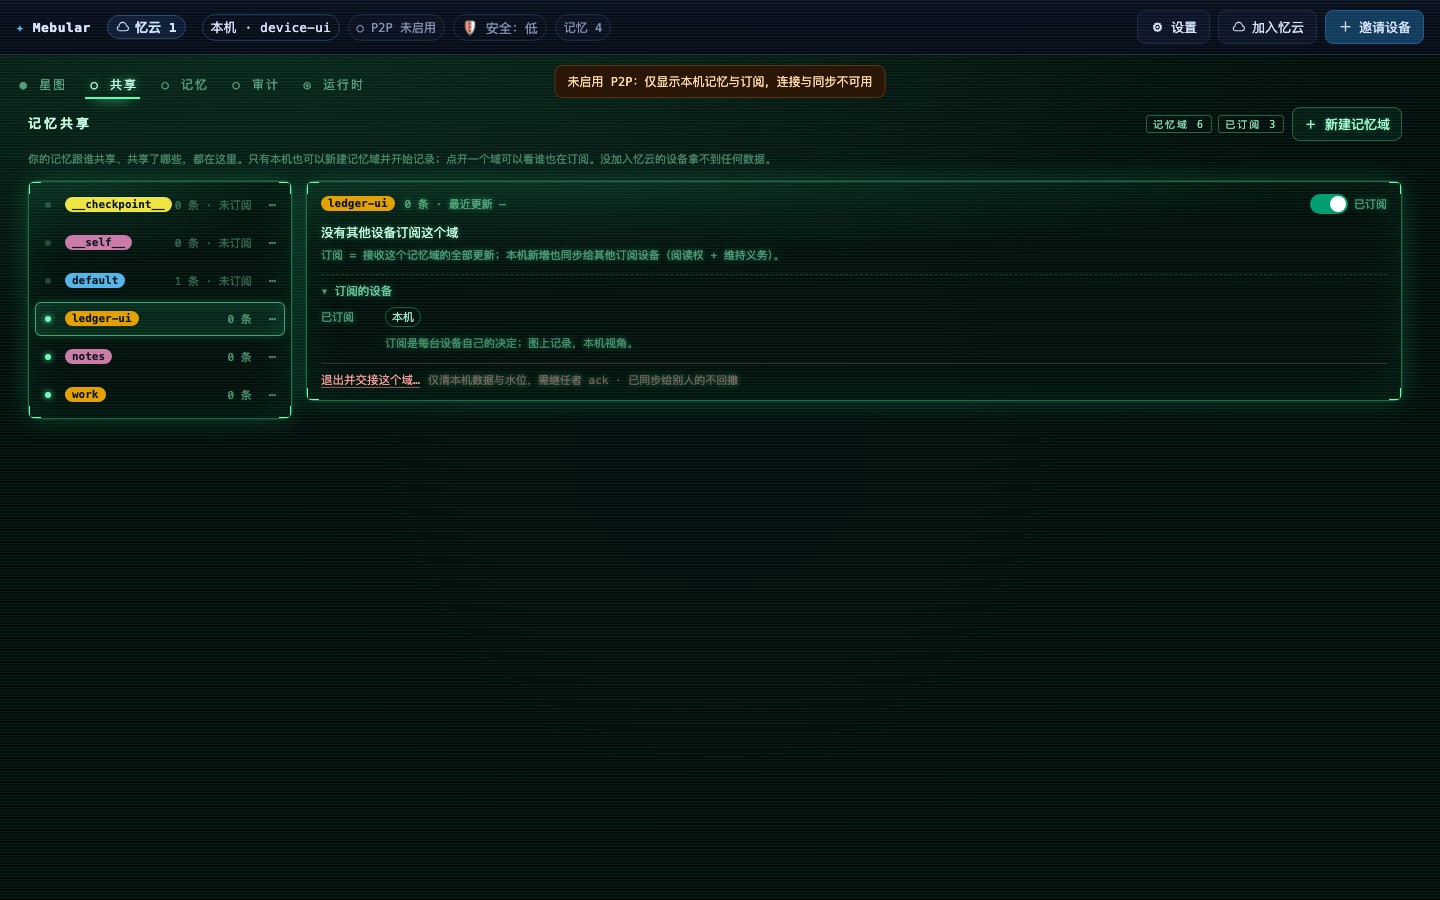 Mebular 忆云 1 本机 · device-ui P2P 未启用 安全: 低 记忆 4 设置 加入忆云 + 邀请设备
星图 共享 记忆 审计 运行时
未启用 P2P: 仅显示本机记忆与订阅, 连接与同步不可用
记忆共享 记忆域 6 已订阅 3 + 新建记忆域
你的记忆跟谁共享、共享了哪些, 都在这里。只有本机也可以新建记忆域并开始记录; 点开一个域可以看谁也在订阅。没加入忆云的设备拿不到任何数据。
__checkpoint__ 0 条 · 未订阅 ⋯
__self__ 0 条 · 未订阅 ⋯
default 1 条 · 未订阅 ⋯
ledger-ui 0 条 ⋯
notes 0 条 ⋯
work 0 条 ⋯
ledger-ui 0 条 · 最近更新 — 已订阅
没有其他设备订阅这个域
订阅 = 接收这个记忆域的全部更新; 本机新增也同步给其他订阅设备 (阅读权 + 维持义务)。
▾ 订阅的设备
已订阅 本机
订阅是每台设备自己的决定; 图上记录, 本机视角。
退出并交接这个域… 仅清本机数据与水位, 需继任者 ack · 已同步给别人的不回撤